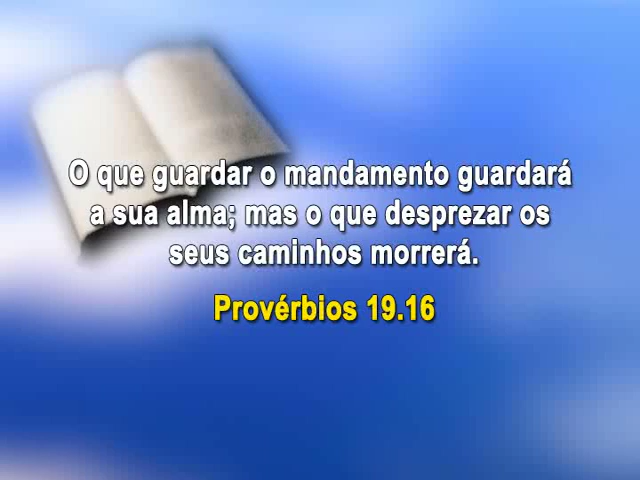 O que guardar o mandamento guardará
a sua alma; mas o que desprezar os
seus caminhos morrerá.
Provérbios 19.16